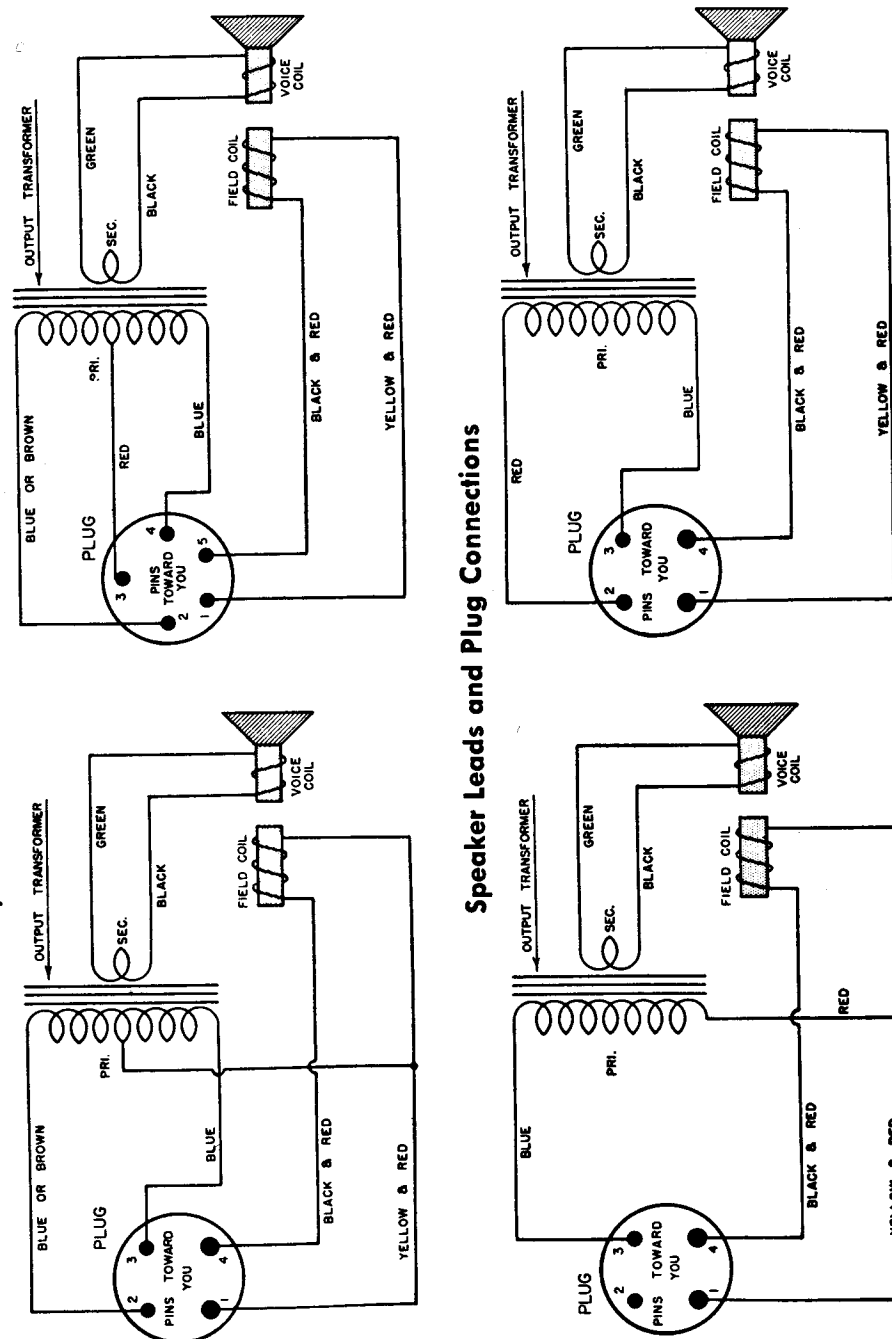 OUTPUT TRANSFORMER
BLUE OR BROWN
GREEN
PLUG
PRI.
SEC.
2
3
PINS TOWARD
YOU
1
4
BLUE
BLACK
FIELD COIL
VOICE
COIL
BLACK & RED
YELLOW & RED
OUTPUT TRANSFORMER
BLUE OR BROWN
GREEN
PLUG
RED
PRI.
SEC.
3
2
4
PINS
TOWARD
YOU
1
5
BLUE
BLACK
FIELD COIL
VOICE
COIL
BLACK & RED
YELLOW & RED
Speaker Leads and Plug Connections
OUTPUT TRANSFORMER
BLUE
GREEN
PLUG
PRI.
SEC.
2
3
PINS TOWARD
YOU
1
4
BLACK
FIELD COIL
VOICE
COIL
BLACK & RED
RED
OUTPUT TRANSFORMER
RED
GREEN
PLUG
PRI.
SEC.
2
3
PINS TOWARD
YOU
1
4
BLUE
BLACK
FIELD COIL
VOICE
COIL
BLACK & RED
YELLOW & RED